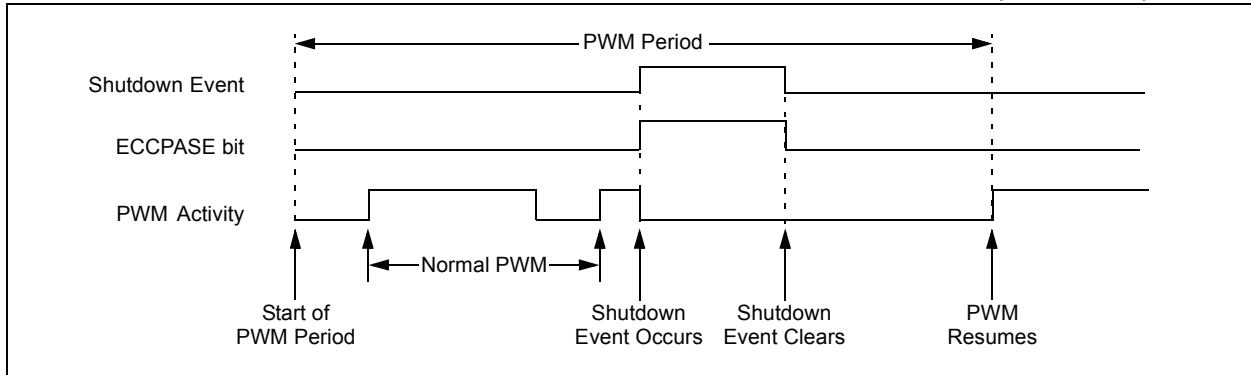 PWM Period
Shutdown Event
ECCPASE bit
PWM Activity
Normal PWM
Start of
PWM Period
Shutdown
Event Occurs
Shutdown
Event Clears
PWM
Resumes